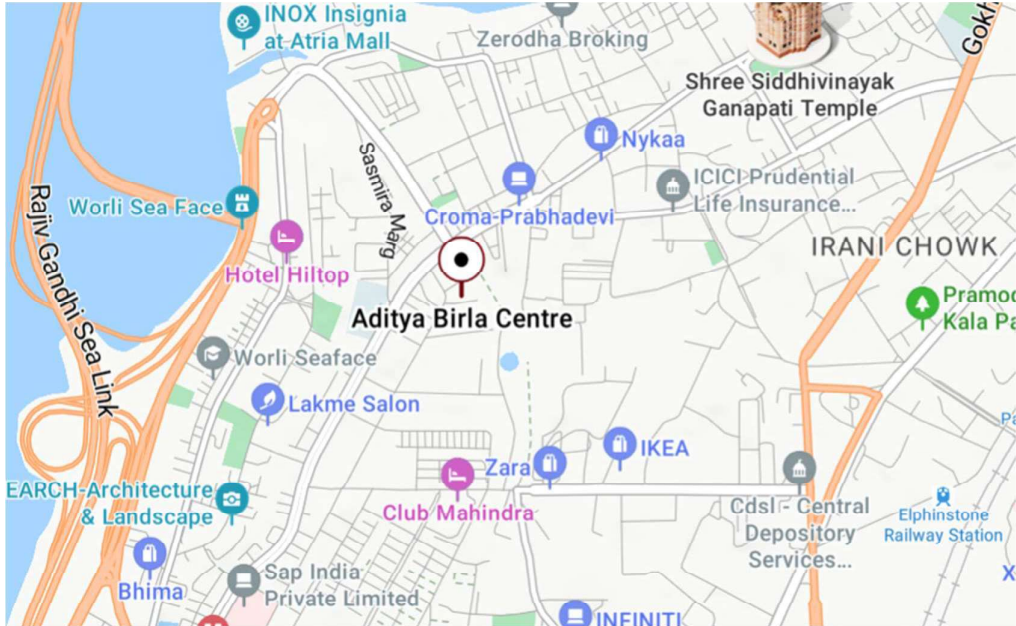 INOX Insignia
at Atria Mall
Zerodha Broking
Shree Siddhivinayak
Ganapati Temple
Nykaa
Sasmira Marg
ICICI Prudential
Life Insurance...
Worli Sea Face
Croma-Prabhadevi
Rajiv Gandhi Sea Link
Hotel Hiltop
IRANI CHOWK
Aditya Birla Centre
Kala
Worli Seaface
Lakme Salon
IKEA
Zara
EARCH-Architecture
& Landscape
Club Mahindra
Cdsl - Central
Depository
Services...
Elphinstone
Railway Station
Bhima
Sap India
Private Limited
INFINITI